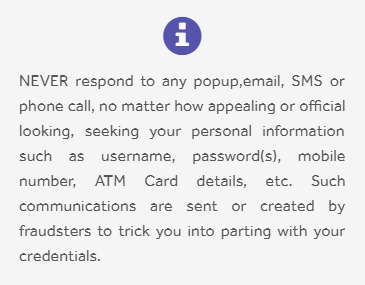 NEVER respond to any popup,email, SMS or
phone call, no matter how appealing or official
looking, seeking your personal information
such as username, password(s), mobile
number, ATM Card details, etc. Such
communications are sent or created by
fraudsters to trick you into parting with your
credentials.